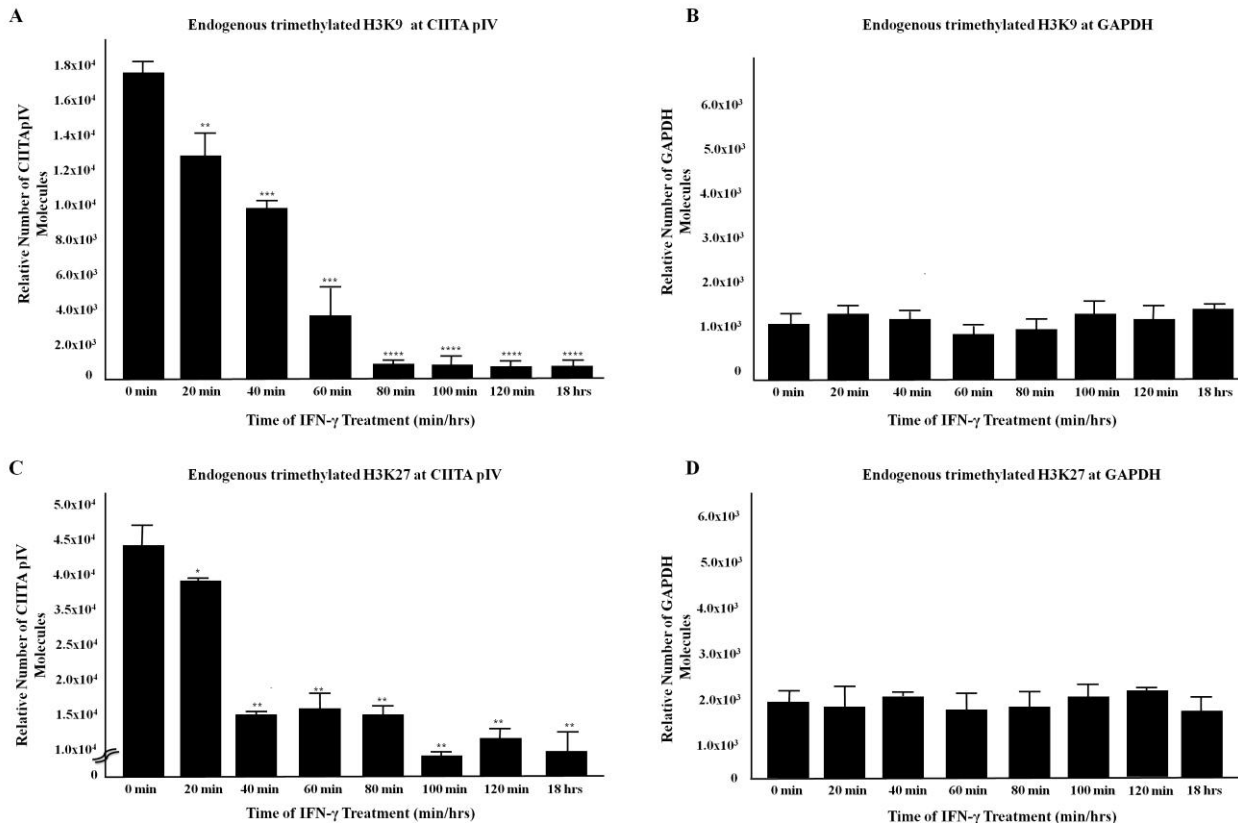 A
Endogenous trimethylated H3K9 at CIITA pIV
Relative Number of CIITApIV
Molecules
1.8x10⁴
1.6x10⁴
1.4x10⁴
1.2x10⁴
1.0x10⁴
8.0x10³
6.0x10³
4.0x10³
2.0x10³
0
**
***
***
****
****
****
****
0 min 20 min 40 min 60 min 80 min 100 min 120 min 18 hrs
Time of IFN-γ Treatment (min/hrs)
B
Endogenous trimethylated H3K9 at GAPDH
Relative Number of GAPDH
Molecules
6.0x10³
5.0x10³
4.0x10³
3.0x10³
2.0x10³
1.0x10³
0
0 min 20 min 40 min 60 min 80 min 100 min 120 min 18 hrs
Time of IFN-γ Treatment (min/hrs)
C
Endogenous trimethylated H3K27 at CIITA pIV
Relative Number of CIITA pIV
Molecules
5.0x10⁴
4.5x10⁴
4.0x10⁴
3.5x10⁴
2.5x10⁴
1.5x10⁴
1.5x10⁴
1.0x10⁴
0
*
**
**
**
**
**
**
0 min 20 min 40 min 60 min 80 min 100 min 120 min 18 hrs
Time of IFN-γ Treatment (min/hrs)
D
Endogenous trimethylated H3K27 at GAPDH
Relative Number of GAPDH
Molecules
6.0x10³
5.0x10³
4.0x10³
3.0x10³
2.0x10³
1.0x10³
0
0 min 20 min 40 min 60 min 80 min 100 min 120 min 18 hrs
Time of IFN-γ Treatment (min/hrs)